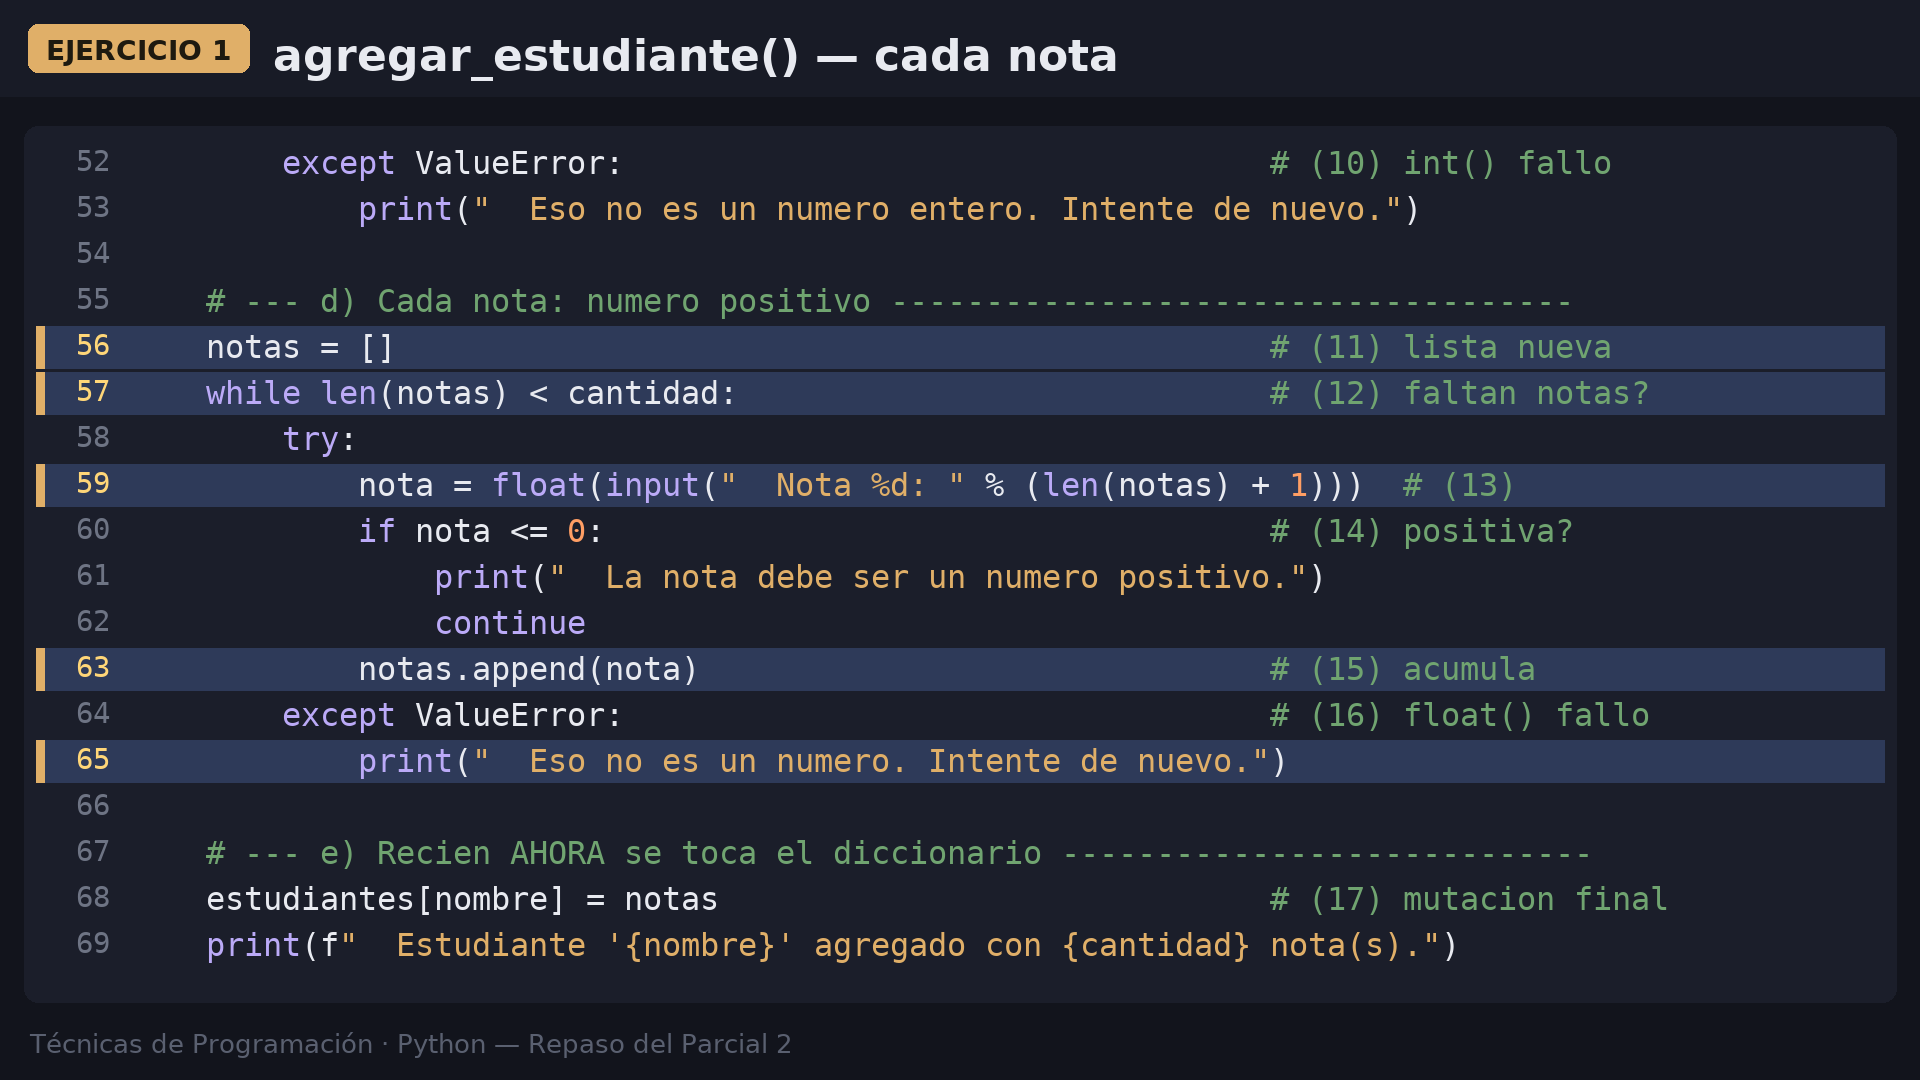 EJERCICIO 1 agregar_estudiante() — cada nota
52         except ValueError:                                  # (10) int() fallo
53             print("  Eso no es un numero entero. Intente de nuevo.")
54
55     # --- d) Cada nota: numero positivo ------------------------------------
56     notas = []                                              # (11) lista nueva
57     while len(notas) < cantidad:                            # (12) faltan notas?
58         try:
59             nota = float(input("  Nota %d: " % (len(notas) + 1)))  # (13)
60             if nota <= 0:                                   # (14) positiva?
61                 print("  La nota debe ser un numero positivo.")
62                 continue
63             notas.append(nota)                              # (15) acumula
64         except ValueError:                                  # (16) float() fallo
65             print("  Eso no es un numero. Intente de nuevo.")
66
67     # --- e) Recien AHORA se toca el diccionario ----------------------------
68     estudiantes[nombre] = notas                             # (17) mutacion final
69     print(f"  Estudiante '{nombre}' agregado con {cantidad} nota(s).")
Técnicas de Programación · Python — Repaso del Parcial 2